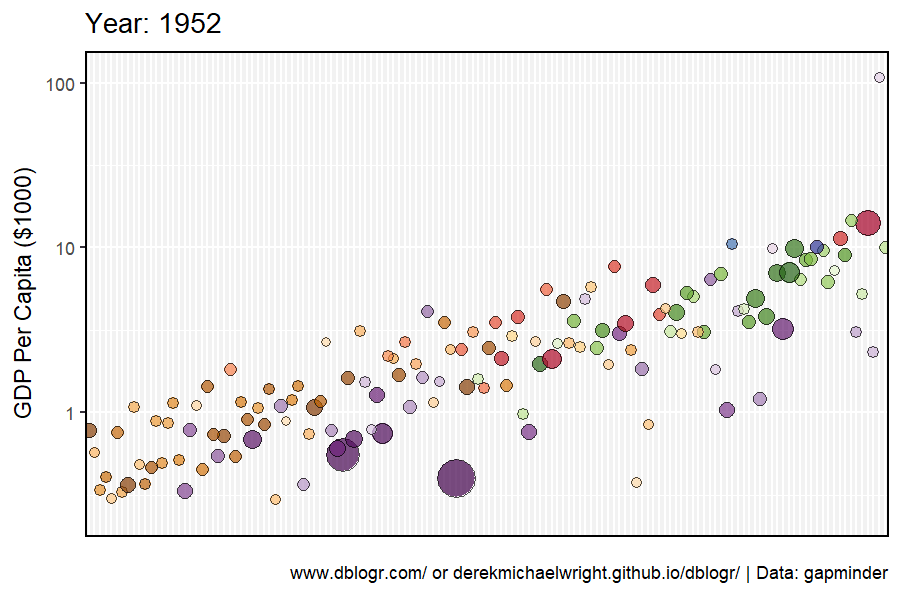 Year: 1952
100
10
1
GDP Per Capita ($1000)
www.dblogr.com/ or derekmichaelwright.github.io/dblogr/ | Data: gapminder